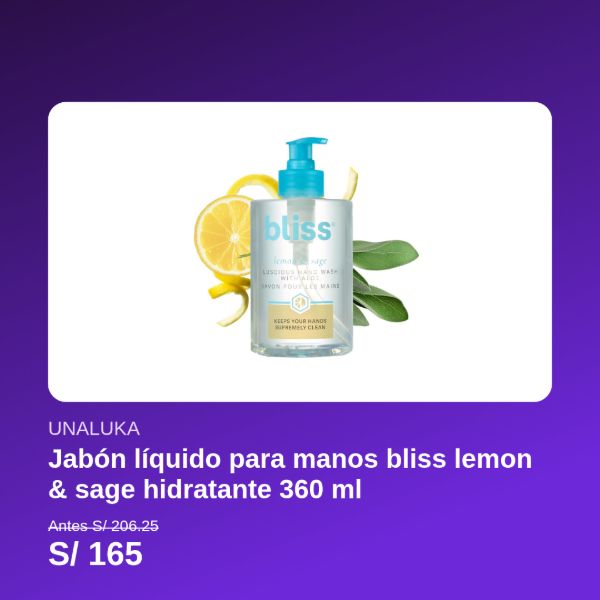 bliss
lemon & sage
LUSCIOUS HAND WASH
WITH ALOE
SAVON POUR LES MAINS
KEEPS YOUR HANDS
SUPREMELY CLEAN
UNALUKA
Jabón líquido para manos bliss lemon
& sage hidratante 360 ml
Antes S/ 206.25
S/ 165